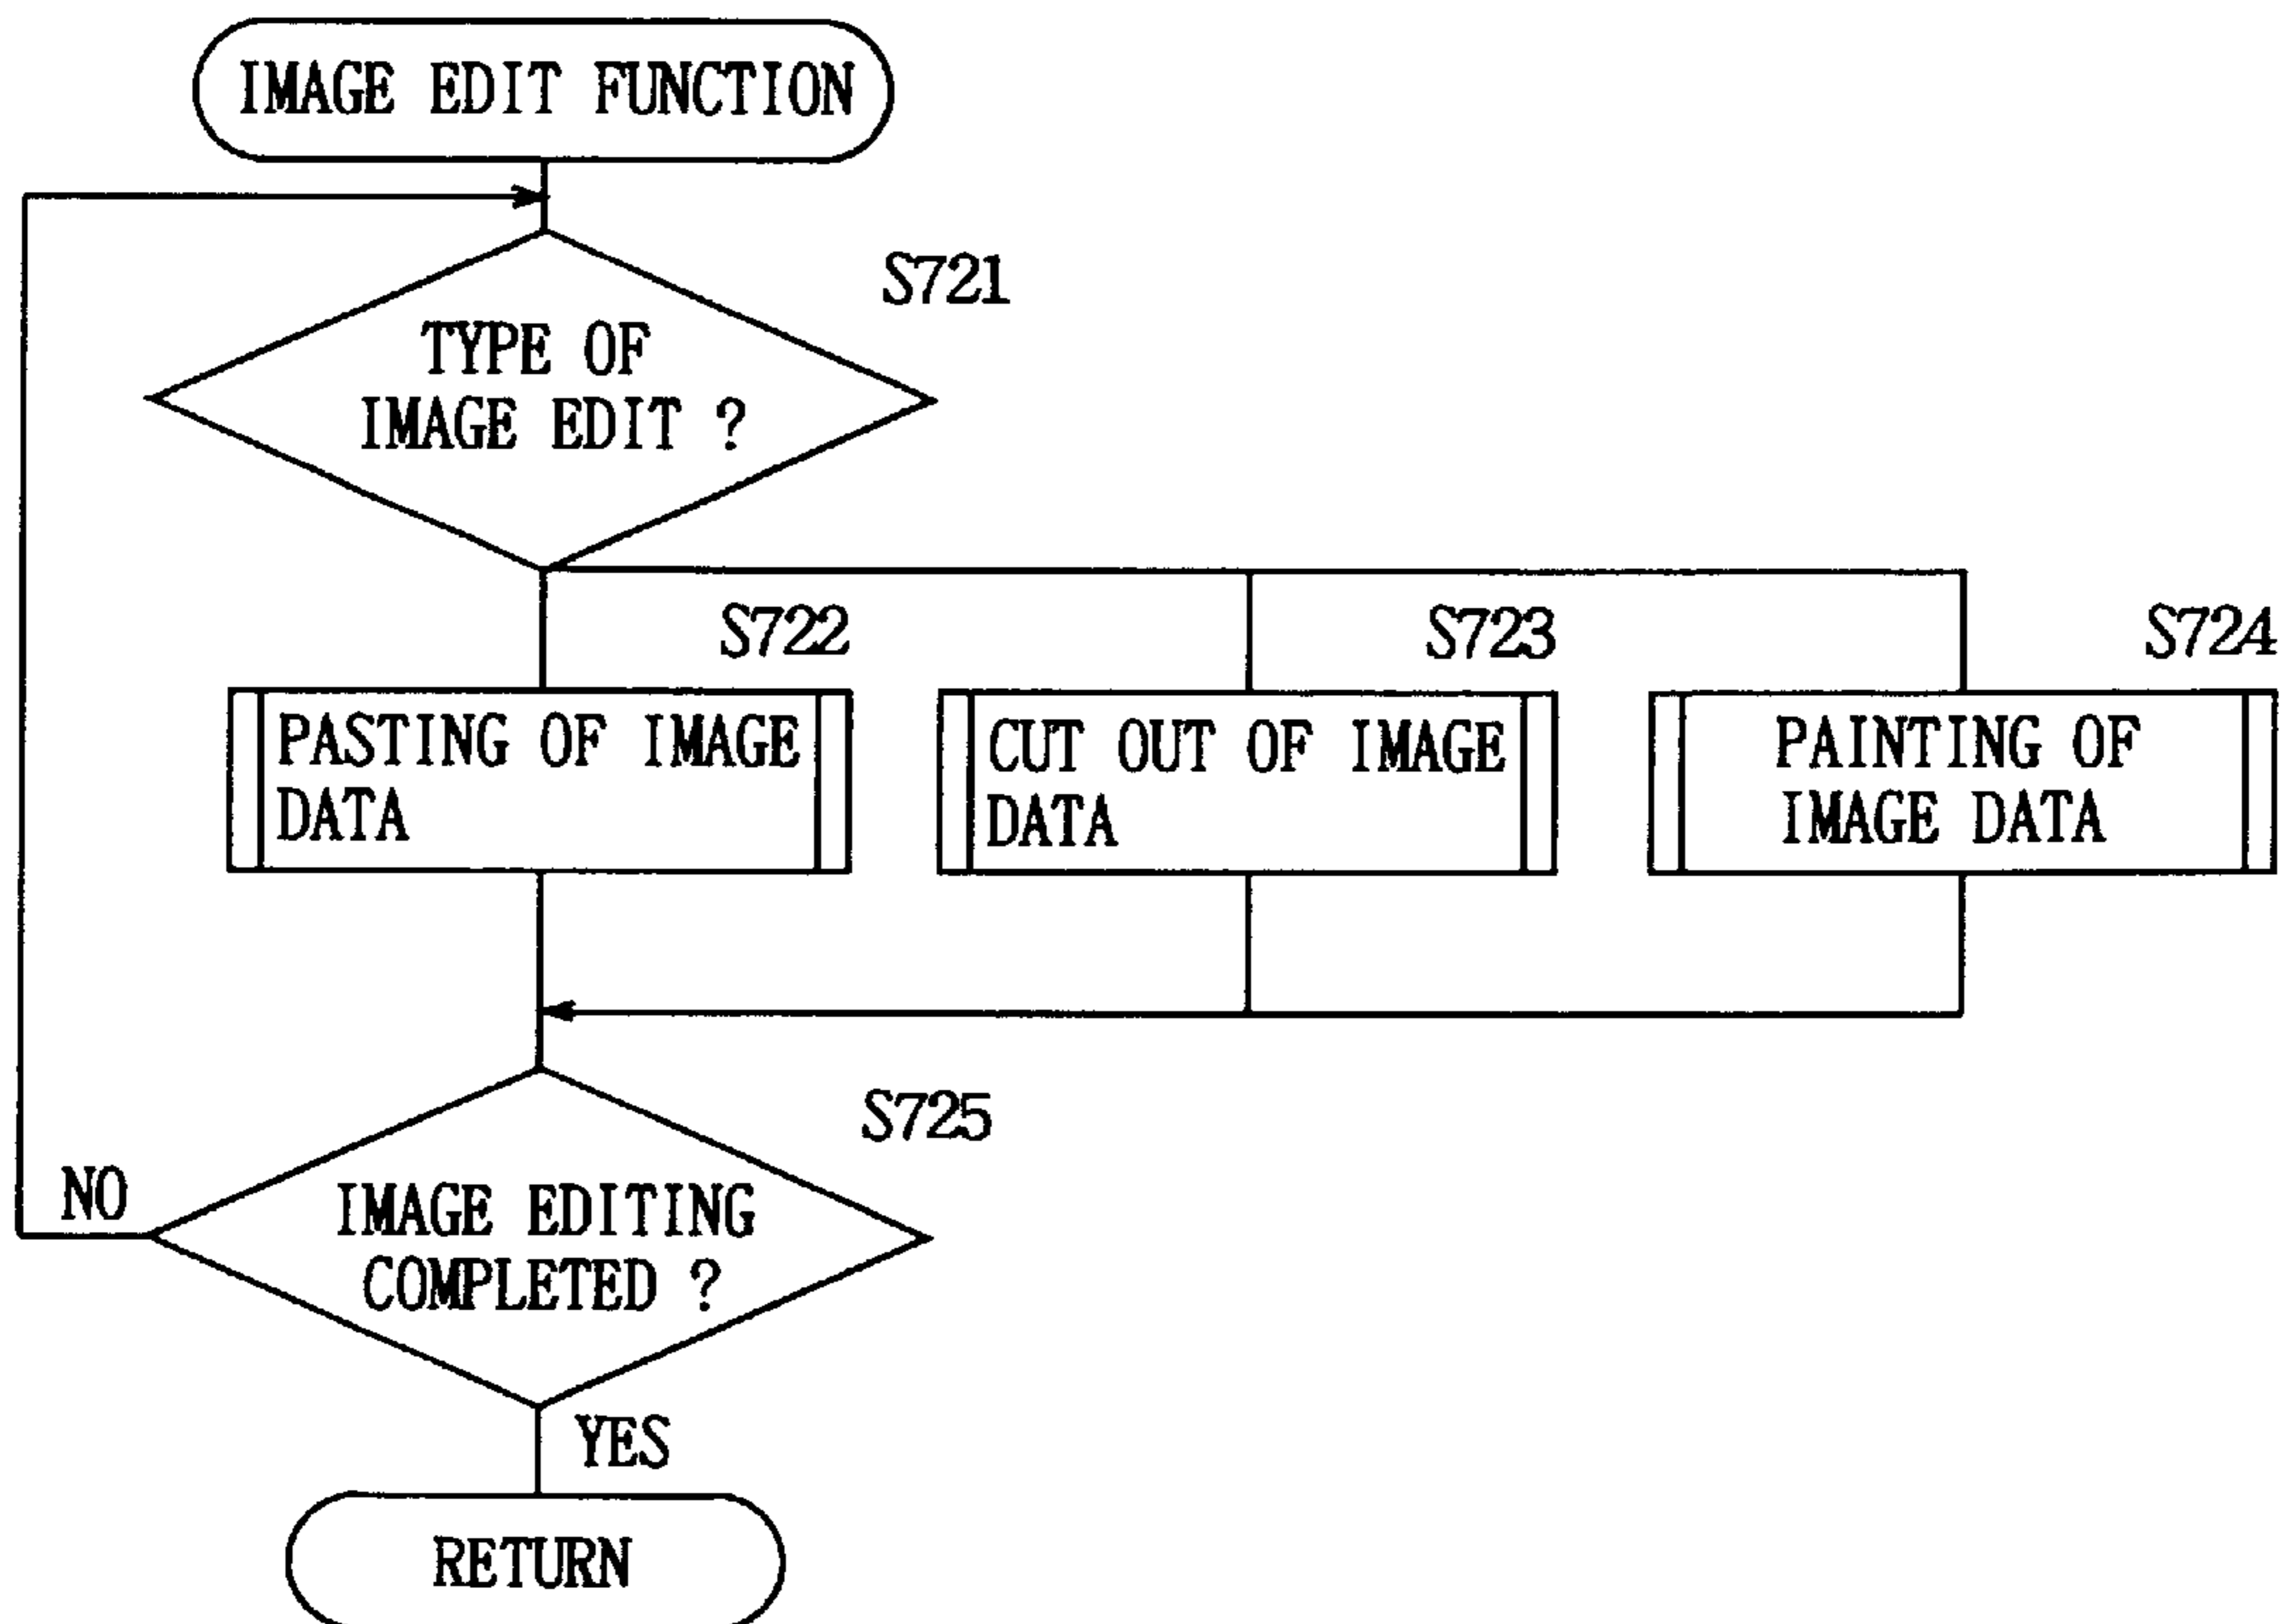 IMAGE EDIT FUNCTION
S721
TYPE OF
IMAGE EDIT ?
S722
S723
S724
PASTING OF IMAGE
DATA
CUT OUT OF IMAGE
DATA
PAINTING OF
IMAGE DATA
S725
NO
IMAGE EDITING
COMPLETED ?
YES
RETURN